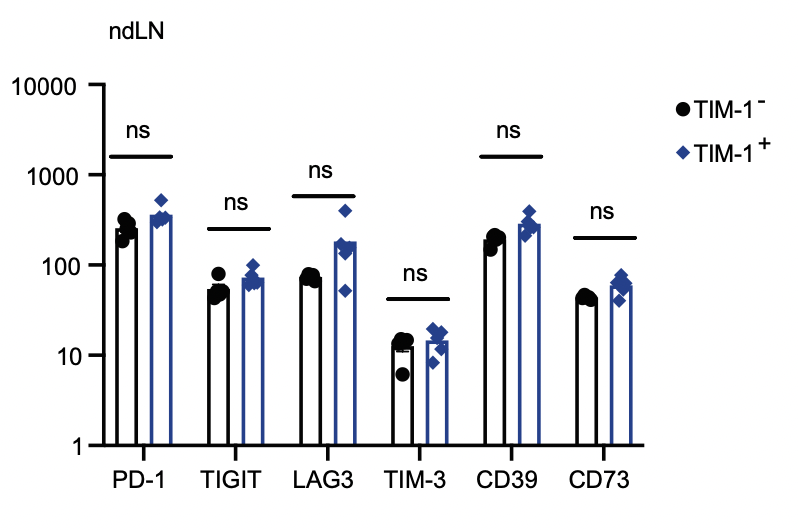 ndLN
10000
1000
100
10
1
ns
ns
ns
ns
ns
ns
TIM-1⁻
TIM-1⁺
PD-1 TIGIT LAG3 TIM-3 CD39 CD73